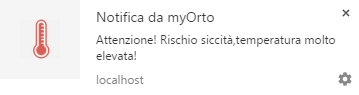 Notifica da myOrto
Attenzione! Rischio siccità,temperatura molto
elevata!
localhost